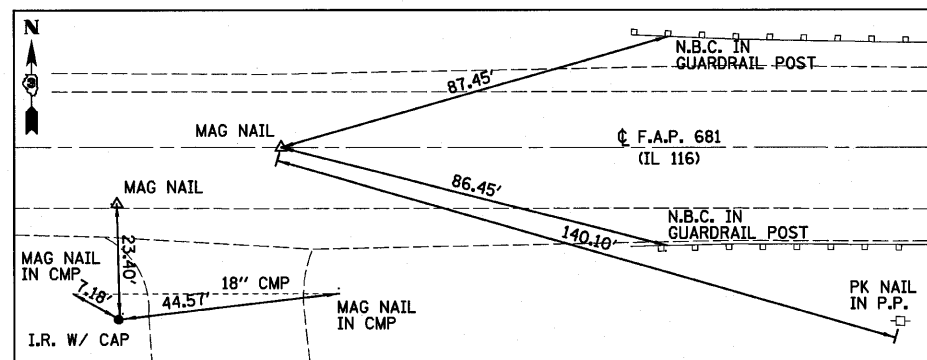 N
N.B.C. IN
GUARDRAIL POST
87.45'
MAG NAIL
℄ F.A.P. 681
(IL 116)
MAG NAIL
86.45'
N.B.C. IN
GUARDRAIL POST
140.10'
23.40'
MAG NAIL
IN CMP
7.18'
44.57'
18" CMP
MAG NAIL
IN CMP
PK NAIL
IN P.P.
I.R. W/ CAP